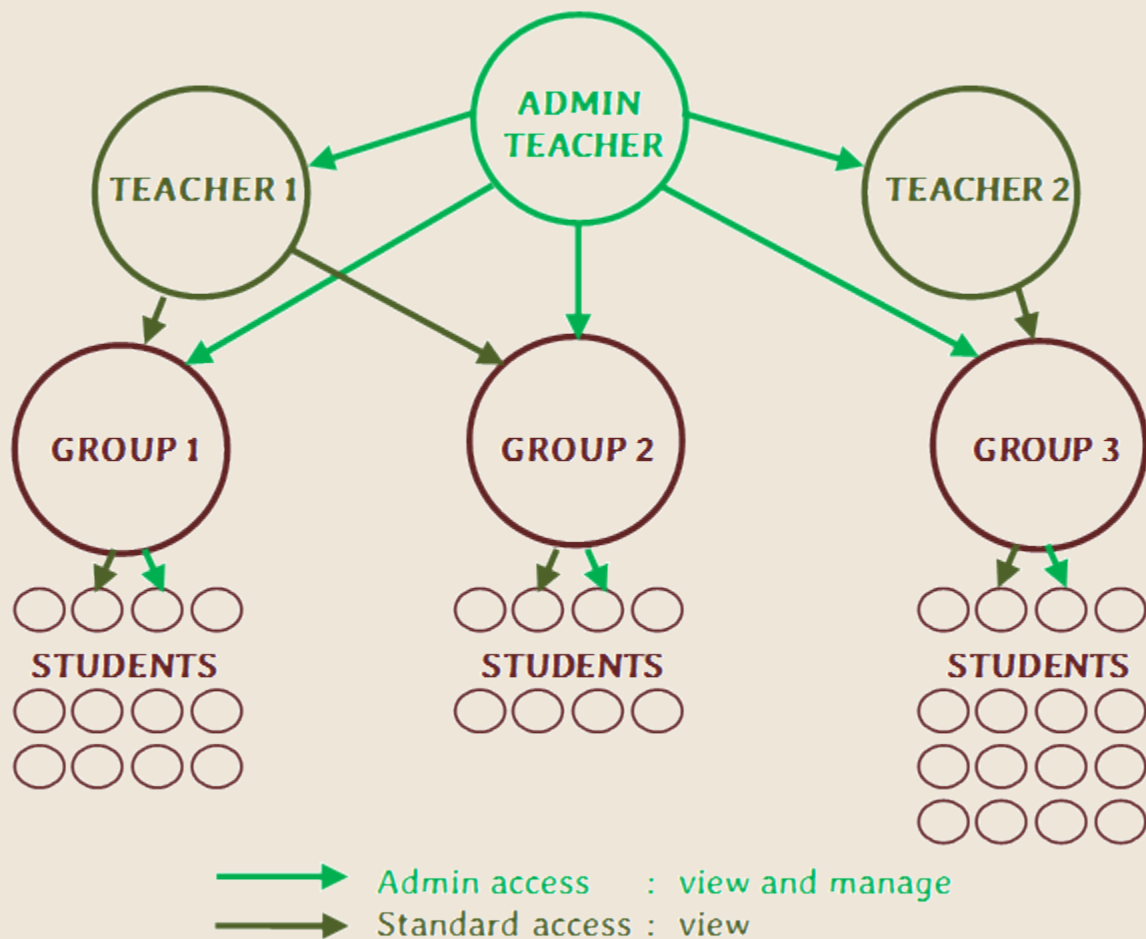 ADMIN
TEACHER
TEACHER 1
TEACHER 2
GROUP 1
GROUP 2
GROUP 3
STUDENTS
STUDENTS
STUDENTS
Admin access : view and manage
Standard access : view